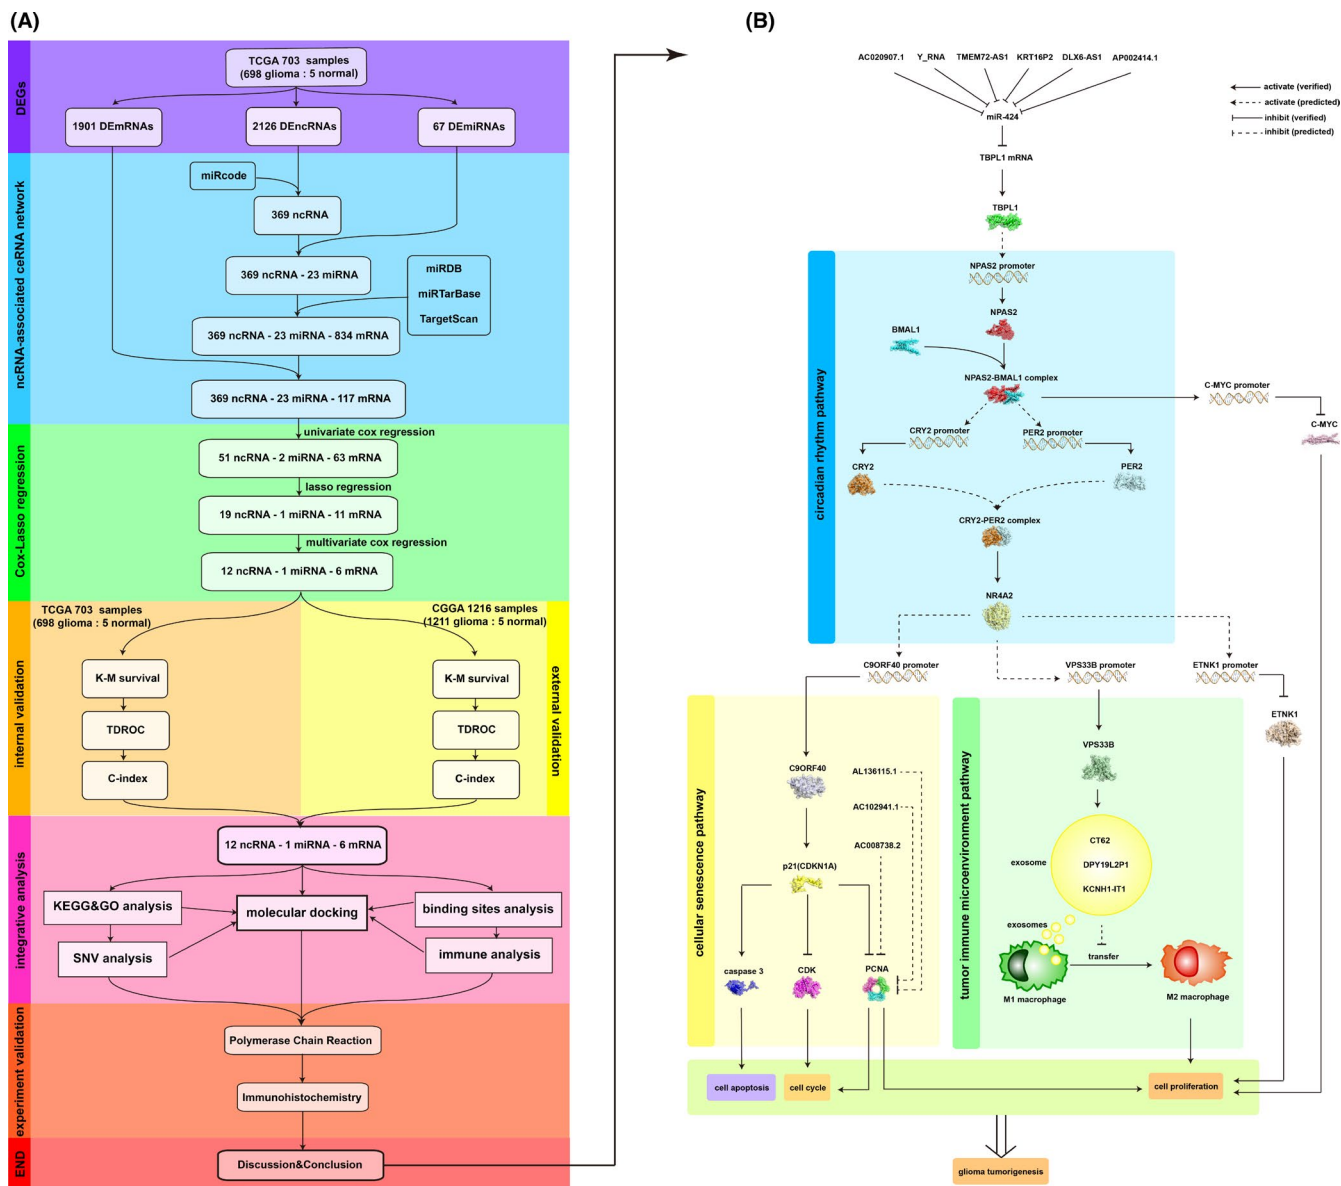 (A)
DEGs
TCGA 703 samples
(698 glioma : 5 normal)
1901 DEmRNAs
2126 DEncRNAs
67 DEmiRNAs
ncRNA-associated ceRNA network
miRcode
369 ncRNA
369 ncRNA - 23 miRNA
miRDB
miRTarBase
TargetScan
369 ncRNA - 23 miRNA - 834 mRNA
369 ncRNA - 23 miRNA - 117 mRNA
Cox-Lasso regression
univariate cox regression
51 ncRNA - 2 miRNA - 63 mRNA
lasso regression
19 ncRNA - 1 miRNA - 11 mRNA
multivariate cox regression
12 ncRNA - 1 miRNA - 6 mRNA
internal validation
TCGA 703 samples
(698 glioma : 5 normal)
K-M survival
TDROC
C-index
CGGA 1216 samples
(1211 glioma : 5 normal)
K-M survival
TDROC
C-index
external validation
integrative analysis
12 ncRNA - 1 miRNA - 6 mRNA
KEGG&GO analysis
molecular docking
binding sites analysis
SNV analysis
immune analysis
experiment validation
Polymerase Chain Reaction
Immunohistochemistry
END
Discussion&Conclusion
(B)
AC020907.1
Y_RNA
TMEM72-AS1
KRT16P2
DLX6-AS1
AP002414.1
activate (verified)
activate (predicted)
inhibit (verified)
inhibit (predicted)
miR-424
TBPL1 mRNA
TBPL1
circadian rhythm pathway
NPAS2 promoter
NPAS2
BMAL1
NPAS2-BMAL1 complex
C-MYC promoter
C-MYC
CRY2 promoter
PER2 promoter
CRY2
PER2
CRY2-PER2 complex
NR4A2
C9ORF40 promoter
VPS33B promoter
ETNK1 promoter
ETNK1
cellular senescence pathway
C9ORF40
AL136115.1
AC102941.1
AC008738.2
p21(CDKN1A)
caspase 3
CDK
PCNA
tumor immune microenvironment pathway
VPS33B
exosome
CT62
DPY19L2P1
KCNH1-IT1
exosomes
transfer
M1 macrophage
M2 macrophage
cell apoptosis
cell cycle
cell proliferation
glioma tumorigenesis